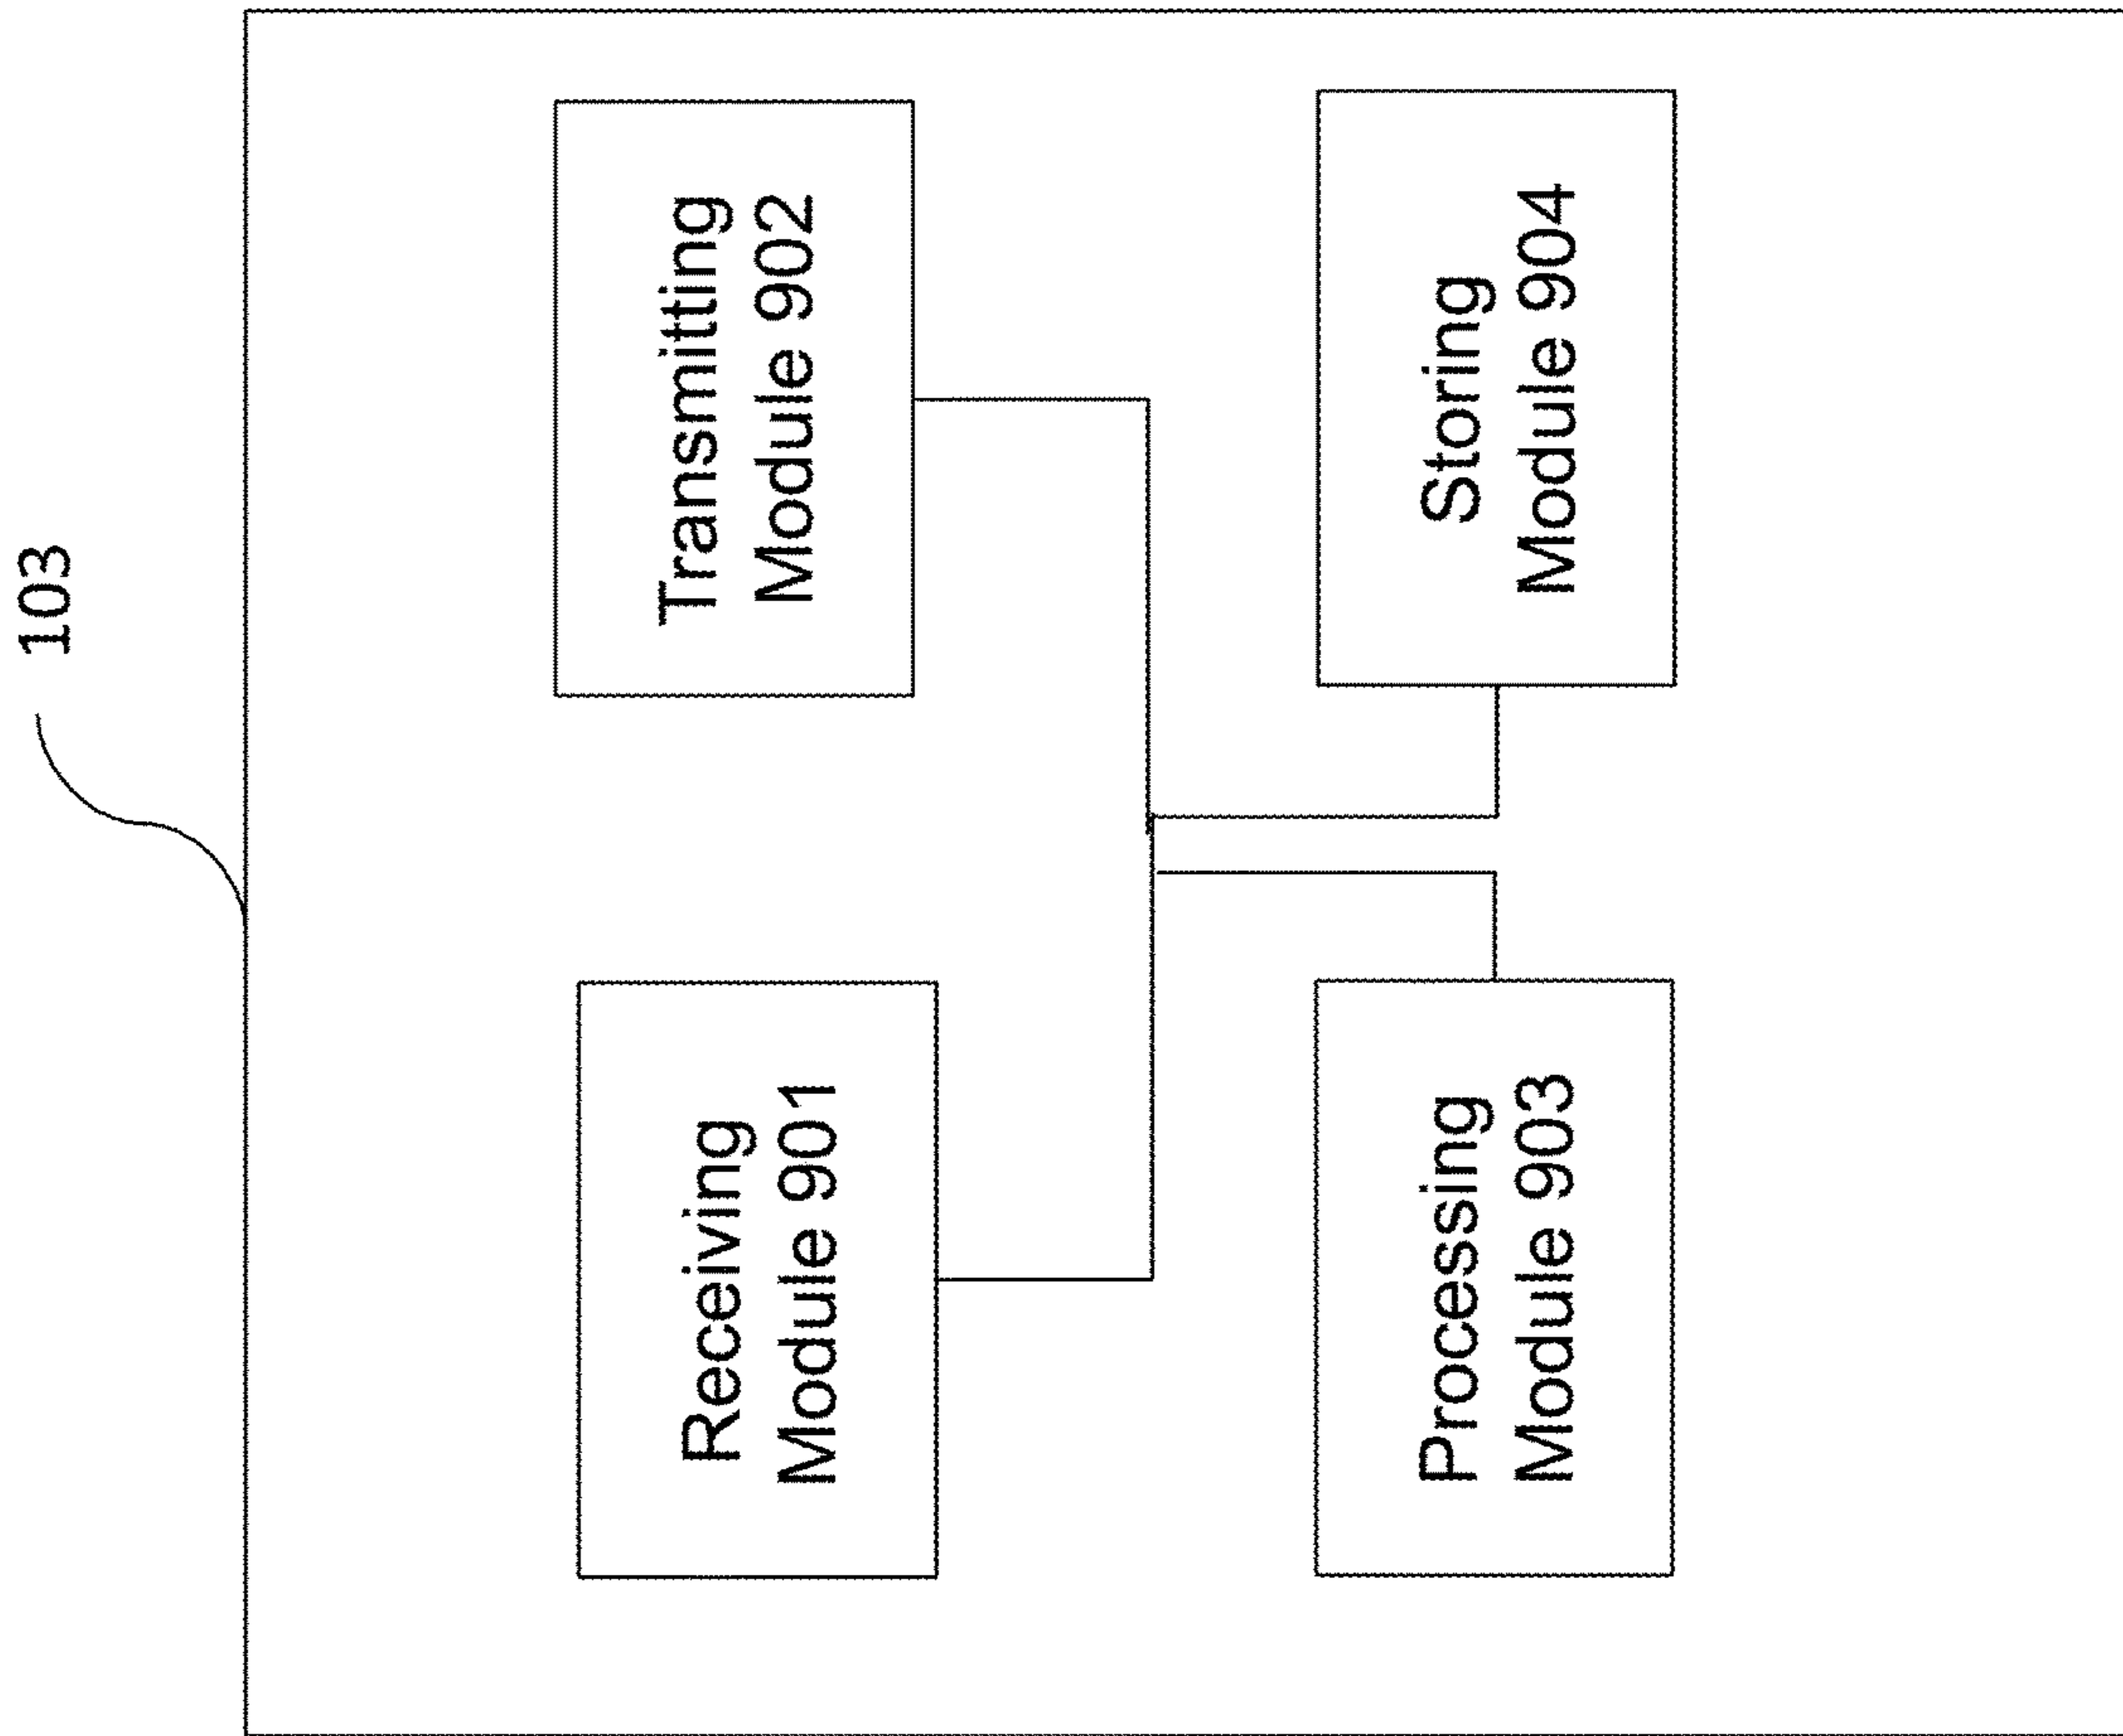 103
Receiving
Module 901
Transmitting
Module 902
Processing
Module 903
Storing
Module 904